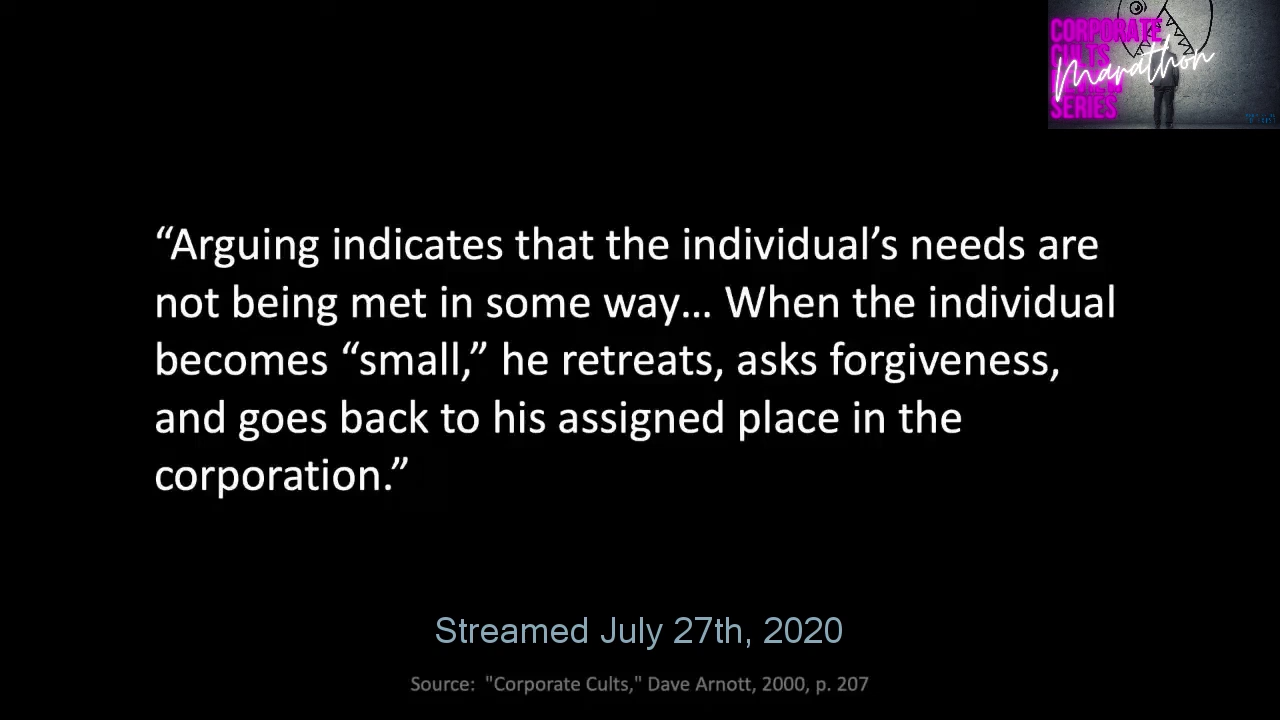 CORPORATE
CULTS
Marathon
SERIES
“Arguing indicates that the individual’s needs are
not being met in some way… When the individual
becomes “small,” he retreats, asks forgiveness,
and goes back to his assigned place in the
corporation.”
Streamed July 27th, 2020
Source:  "Corporate Cults," Dave Arnott, 2000, p. 207